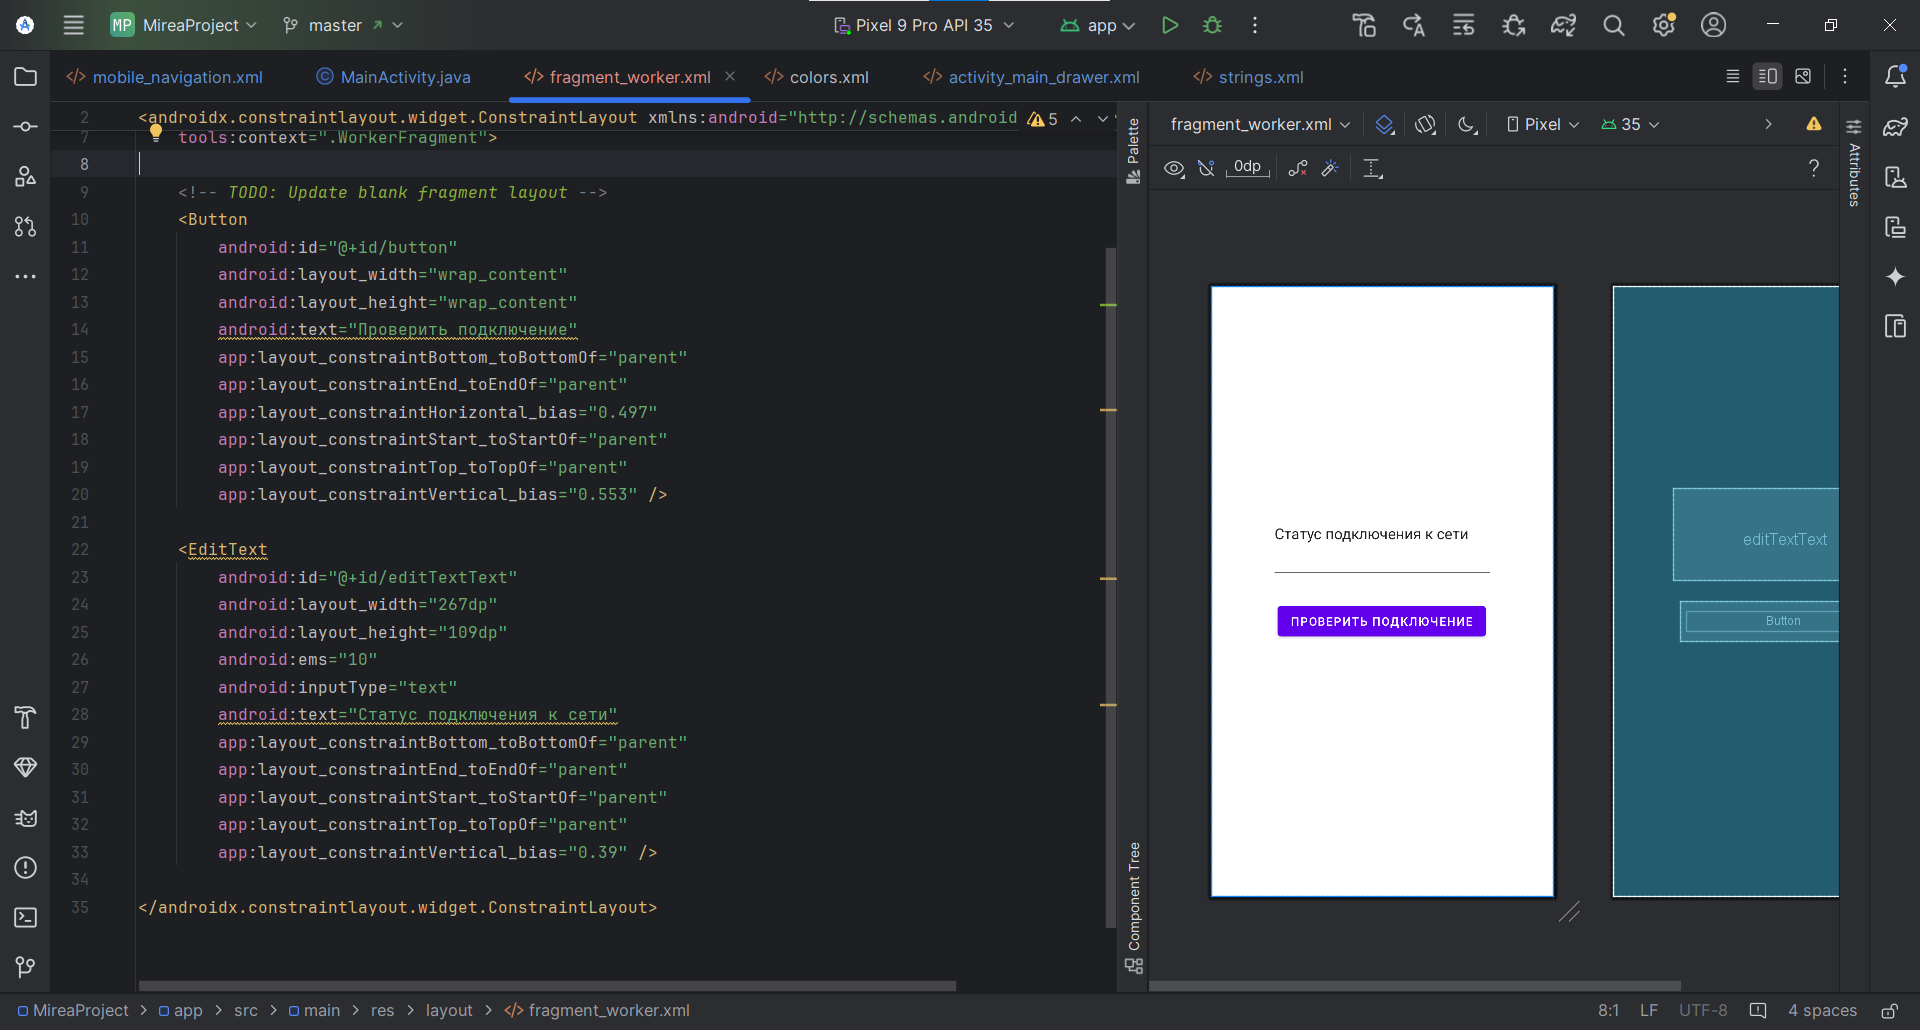 MP MireaProject master Pixel 9 Pro API 35 app
mobile_navigation.xml MainActivity.java fragment_worker.xml colors.xml activity_main_drawer.xml strings.xml
2 <androidx.constraintlayout.widget.ConstraintLayout xmlns:android="http://schemas.android 5
7 tools:context=".WorkerFragment">
8
9 <!-- TODO: Update blank fragment layout -->
10 <Button
11 android:id="@+id/button"
12 android:layout_width="wrap_content"
13 android:layout_height="wrap_content"
14 android:text="Проверить подключение"
15 app:layout_constraintBottom_toBottomOf="parent"
16 app:layout_constraintEnd_toEndOf="parent"
17 app:layout_constraintHorizontal_bias="0.497"
18 app:layout_constraintStart_toStartOf="parent"
19 app:layout_constraintTop_toTopOf="parent"
20 app:layout_constraintVertical_bias="0.553" />
21
22 <EditText
23 android:id="@+id/editTextText"
24 android:layout_width="267dp"
25 android:layout_height="109dp"
26 android:ems="10"
27 android:inputType="text"
28 android:text="Статус подключения к сети"
29 app:layout_constraintBottom_toBottomOf="parent"
30 app:layout_constraintEnd_toEndOf="parent"
31 app:layout_constraintStart_toStartOf="parent"
32 app:layout_constraintTop_toTopOf="parent"
33 app:layout_constraintVertical_bias="0.39" />
34
35 </androidx.constraintlayout.widget.ConstraintLayout>
Palette
Component Tree
fragment_worker.xml Pixel 35
0dp ?
Attributes
Статус подключения к сети
ПРОВЕРИТЬ ПОДКЛЮЧЕНИЕ
editTextText
Button
MireaProject app src main res layout fragment_worker.xml 8:1 LF UTF-8 4 spaces